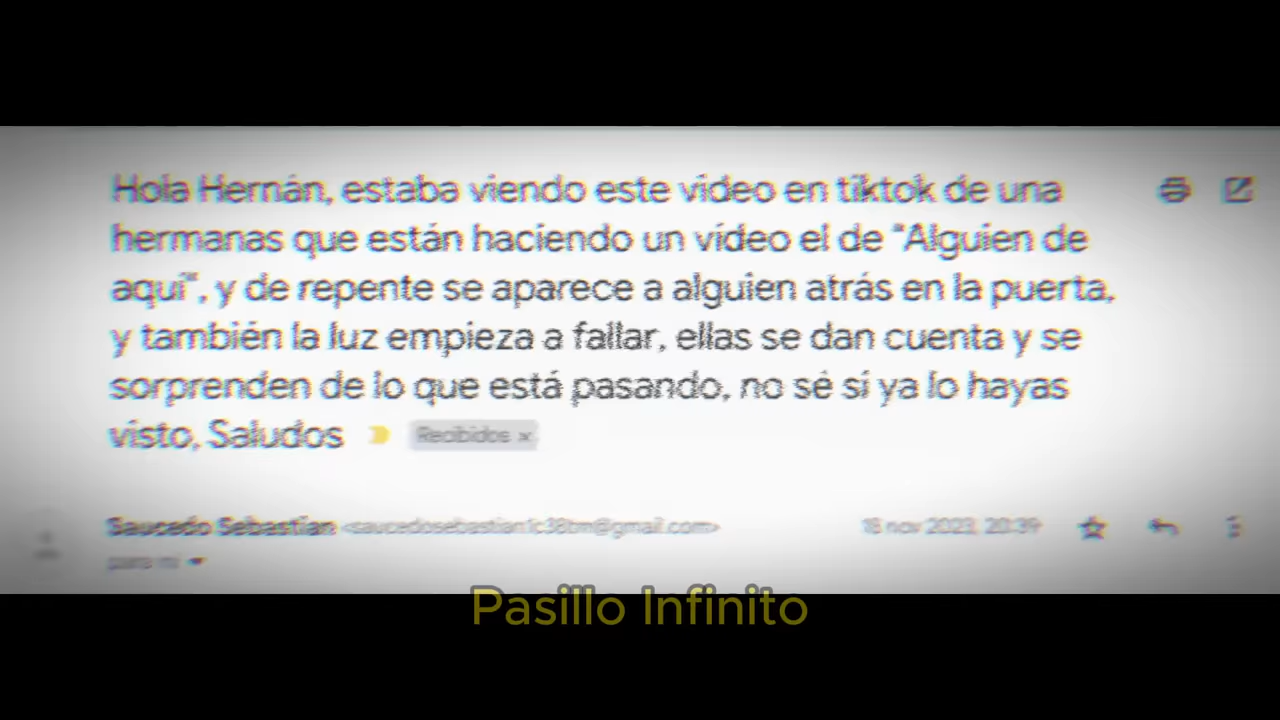 Hola Hernán, estaba viendo este video en tiktok de una
hermanas que están haciendo un video el de "Alguien de
aquí", y de repente se aparece a alguien atrás en la puerta,
y también la luz empieza a fallar, ellas se dan cuenta y se
sorprenden de lo que está pasando, no sé si ya lo hayas
visto, Saludos Recibidos x
Saucedo Sebastian 18 nov 2023, 20:39
para mi
Pasillo Infinito